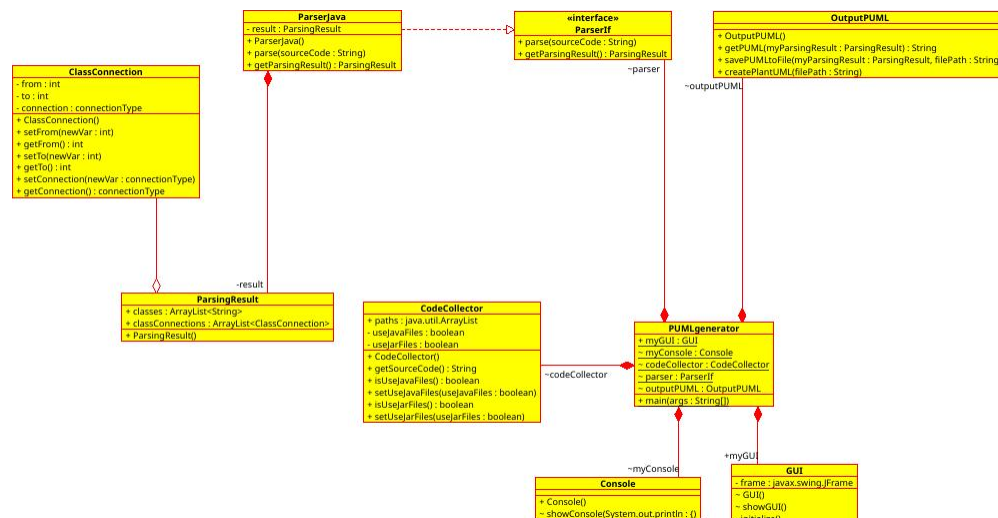 ParserJava
- result : ParsingResult
+ ParserJava()
+ parse(sourceCode : String)
+ getParsingResult() : ParsingResult
«interface»
ParserIf
+ parse(sourceCode : String)
+ getParsingResult() : ParsingResult
~parser
OutputPUML
+ OutputPUML()
+ getPUML(myParsingResult : ParsingResult) : String
+ savePUMLtoFile(myParsingResult : ParsingResult, filePath : String
+ createPlantUML(filePath : String)
~outputPUML
ClassConnection
- from : int
- to : int
- connection : connectionType
+ ClassConnection()
+ setFrom(newVar : int)
+ getFrom() : int
+ setTo(newVar : int)
+ getTo() : int
+ setConnection(newVar : connectionType)
+ getConnection() : connectionType
-result
ParsingResult
+ classes : ArrayList<String>
+ classConnections : ArrayList<ClassConnection>
+ ParsingResult()
CodeCollector
+ paths : java.util.ArrayList
- useJavaFiles : boolean
- useJarFiles : boolean
+ CodeCollector()
+ getSourceCode() : String
+ isUseJavaFiles() : boolean
+ setUseJavaFiles(useJavaFiles : boolean)
+ isUseJarFiles() : boolean
+ setUseJarFiles(useJarFiles : boolean)
~codeCollector
PUMLgenerator
+ myGUI : GUI
~ myConsole : Console
~ codeCollector : CodeCollector
~ parser : ParserIf
~ outputPUML : OutputPUML
+ main(args : String[])
~myConsole
+myGUI
Console
+ Console()
~ showConsole(System.out.println : {)
GUI
- frame : javax.swing.JFrame
~ GUI()
~ showGUI()